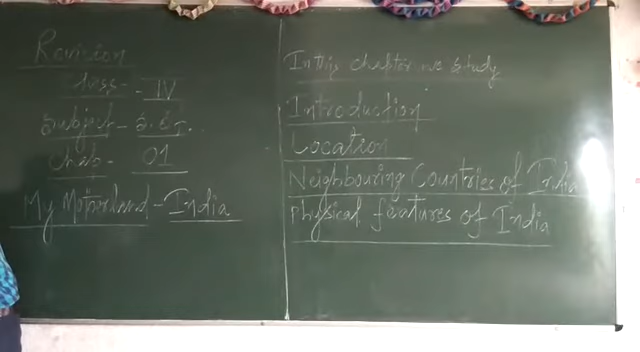 Revision
Class - IV
Subject - S.ST.
Chab - 01
My Motherland - India
In this chapter we study
Introduction
Location
Neighbouring Countries of India
Physical features of India